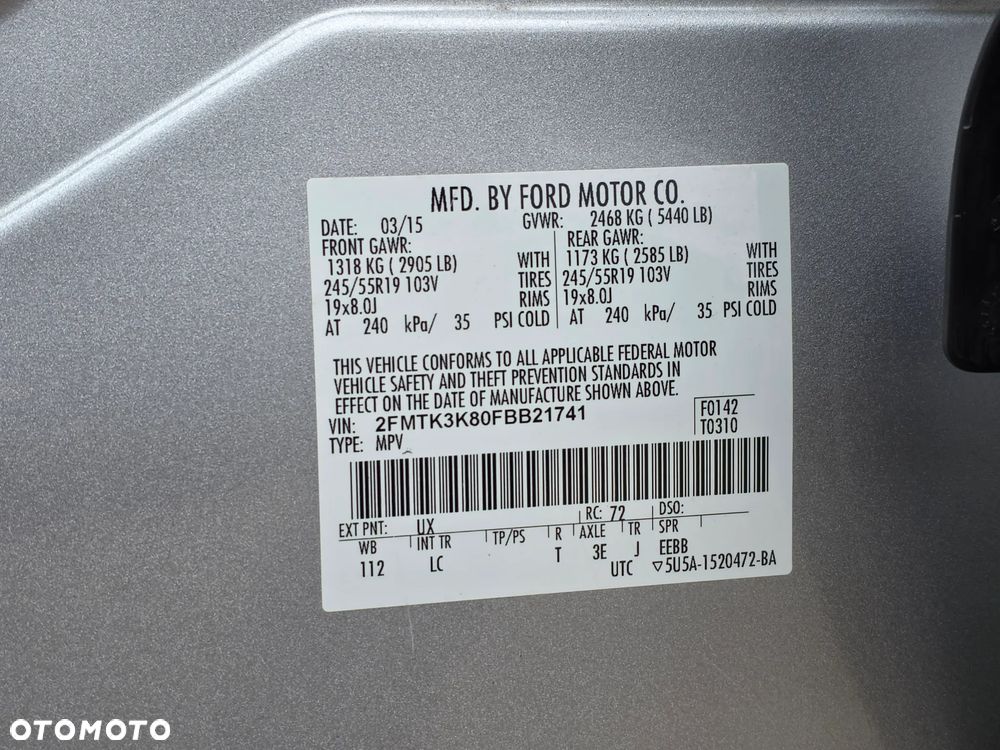 MFD. BY FORD MOTOR CO.
DATE: 03/15 GVWR: 2468 KG ( 5440 LB)
FRONT GAWR: REAR GAWR:
1318 KG ( 2905 LB) WITH 1173 KG ( 2585 LB) WITH
245/55R19 103V TIRES 245/55R19 103V TIRES
19x8.0J RIMS 19x8.0J RIMS
AT 240 kPa/ 35 PSI COLD AT 240 kPa/ 35 PSI COLD
THIS VEHICLE CONFORMS TO ALL APPLICABLE FEDERAL MOTOR
VEHICLE SAFETY AND THEFT PREVENTION STANDARDS IN
EFFECT ON THE DATE OF MANUFACTURE SHOWN ABOVE.
VIN: 2FMTK3K80FBB21741 F0142
TYPE: MPV T0310
EXT PNT: UX RC: 72 DSO:
WB INT TR TP/PS R AXLE TR SPR
112 LC T 3E J EEBB
UTC ▽5U5A-1520472-BA
OTOMOTO